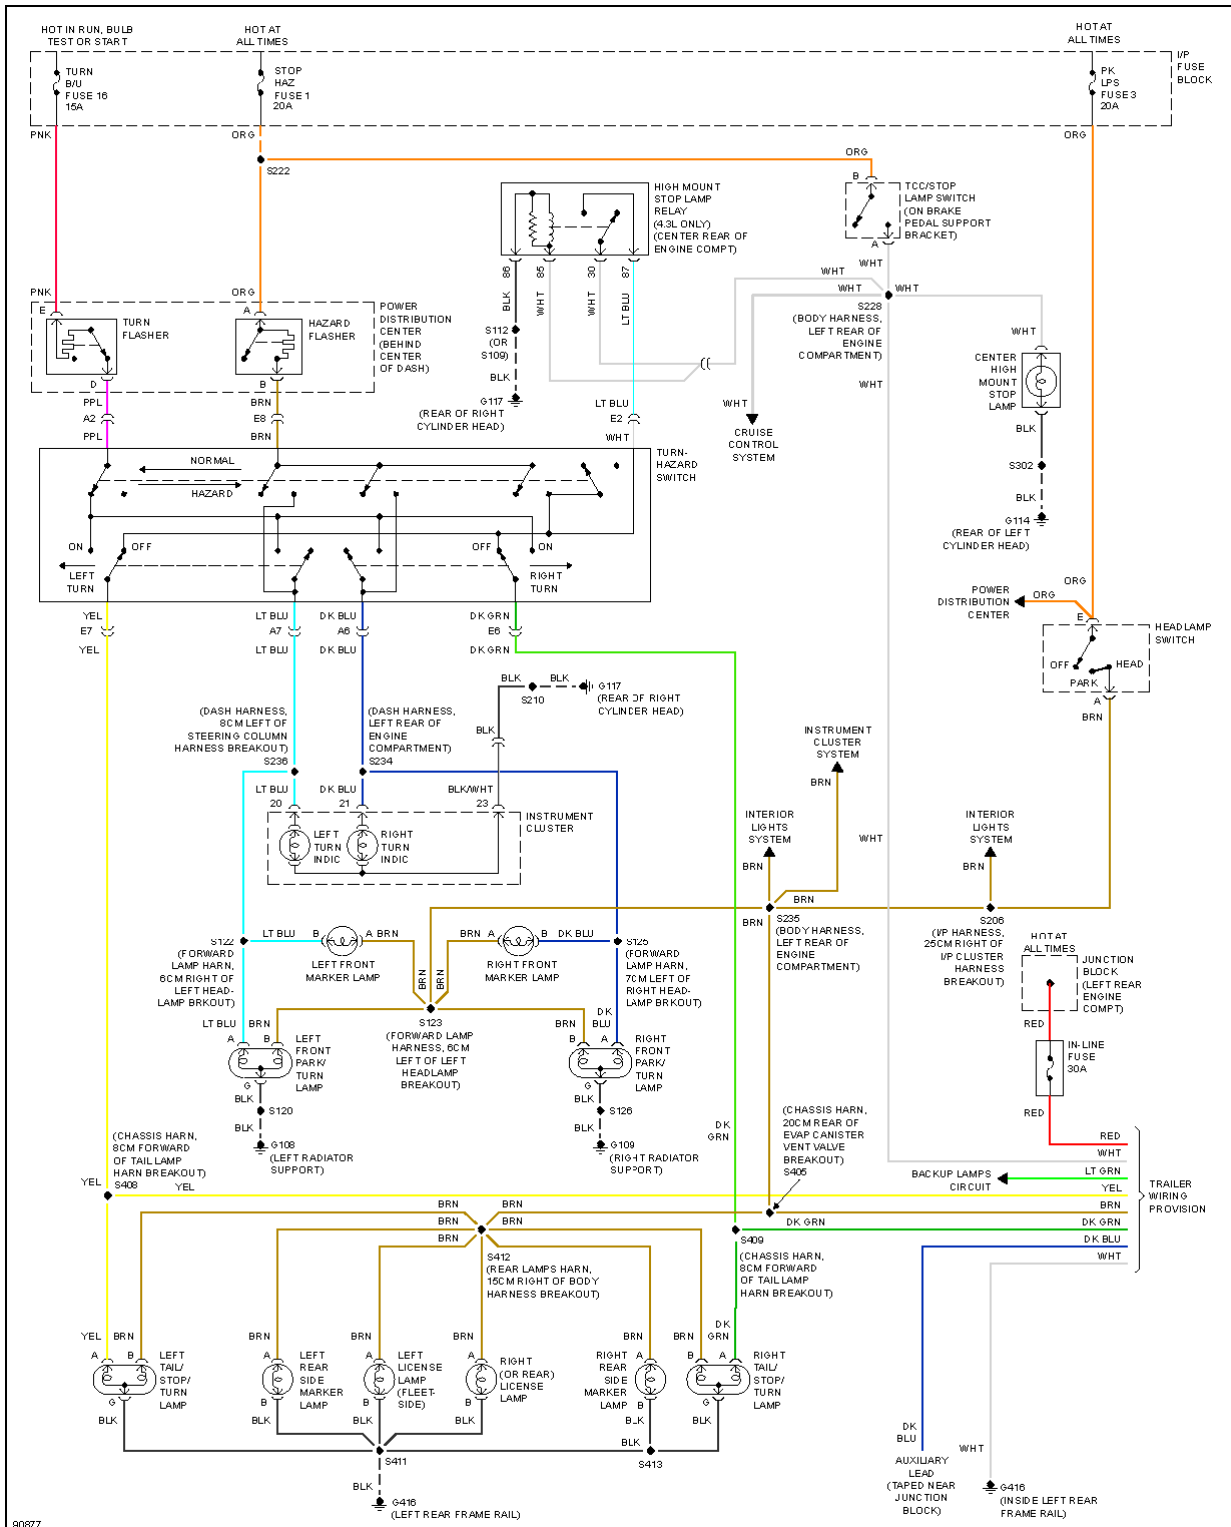 HOT IN RUN, BULB
TEST OR START
HOT AT
ALL TIMES
HOT AT
ALL TIMES
TURN
B/U
FUSE 16
15A
STOP
HAZ
FUSE 1
20A
PK
LPS
FUSE 3
20A
I/P
FUSE
BLOCK
PNK
ORG
ORG
S222
ORG
B
TCC/STOP
LAMP SWITCH
(ON BRAKE
PEDAL SUPPORT
BRACKET)
A
WHT
HIGH MOUNT
STOP LAMP
RELAY
(4.3L ONLY)
(CENTER REAR OF
ENGINE COMPT)
86
85
30
87
BLK
WHT
WHT
LT BLU
WHT
WHT
WHT
S228
(BODY HARNESS,
LEFT REAR OF
ENGINE
COMPARTMENT)
WHT
PNK
E
ORG
A
TURN
FLASHER
HAZARD
FLASHER
POWER
DISTRIBUTION
CENTER
(BEHIND
CENTER
OF DASH)
D
B
PPL
BRN
A2
E8
PPL
BRN
S112
(OR
S109)
BLK
G117
(REAR OF RIGHT
CYLINDER HEAD)
LT BLU
E2
WHT
WHT
CRUISE
CONTROL
SYSTEM
WHT
CENTER
HIGH
MOUNT
STOP
LAMP
BLK
S302
BLK
G114
(REAR OF LEFT
CYLINDER HEAD)
TURN-
HAZARD
SWITCH
NORMAL
HAZARD
ON
OFF
LEFT
TURN
OFF
ON
RIGHT
TURN
YEL
LT BLU
DK BLU
DK GRN
E7
A7
A6
E6
YEL
LT BLU
DK BLU
DK GRN
ORG
POWER
DISTRIBUTION
CENTER
ORG
E
HEADLAMP
SWITCH
OFF
HEAD
PARK
A
BRN
BLK
BLK
S210
G117
(REAR OF RIGHT
CYLINDER HEAD)
(DASH HARNESS,
8CM LEFT OF
STEERING COLUMN
HARNESS BREAKOUT)
S236
(DASH HARNESS,
LEFT REAR OF
ENGINE
COMPARTMENT)
S234
BLK
LT BLU
DK BLU
BLK/WHT
20
21
23
INSTRUMENT
CLUSTER
LEFT
TURN
INDIC
RIGHT
TURN
INDIC
INSTRUMENT
CLUSTER
SYSTEM
BRN
INTERIOR
LIGHTS
SYSTEM
BRN
WHT
INTERIOR
LIGHTS
SYSTEM
BRN
BRN
BRN
S235
(BODY HARNESS,
LEFT REAR OF
ENGINE
COMPARTMENT)
S206
(I/P HARNESS,
25CM RIGHT OF
I/P CLUSTER
HARNESS
BREAKOUT)
S122
(FORWARD
LAMP HARN,
6CM RIGHT OF
LEFT HEAD-
LAMP BRKOUT)
LT BLU
B
A
BRN
LEFT FRONT
MARKER LAMP
BRN
A
B
DK BLU
RIGHT FRONT
MARKER LAMP
S125
(FORWARD
LAMP HARN,
7CM LEFT OF
RIGHT HEAD-
LAMP BRKOUT)
BRN
BRN
BRN
S123
(FORWARD LAMP
HARNESS, 6CM
LEFT OF LEFT
HEADLAMP
BREAKOUT)
LT BLU
BRN
A
B
LEFT
FRONT
PARK/
TURN
LAMP
G
BLK
S120
BLK
G108
(LEFT RADIATOR
SUPPORT)
BRN
DK
BLU
B
A
RIGHT
FRONT
PARK/
TURN
LAMP
G
BLK
S126
BLK
G109
(RIGHT RADIATOR
SUPPORT)
HOT AT
ALL TIMES
JUNCTION
BLOCK
(LEFT REAR
ENGINE
COMPT)
RED
IN-LINE
FUSE
30A
RED
DK
GRN
(CHASSIS HARN,
20CM REAR OF
EVAP CANISTER
VENT VALVE
BREAKOUT)
S405
(CHASSIS HARN,
8CM FORWARD
OF TAIL LAMP
HARN BREAKOUT)
S408
YEL
YEL
RED
WHT
BACKUP LAMPS
CIRCUIT
LT GRN
YEL
BRN
DK GRN
DK GRN
DK BLU
WHT
TRAILER
WIRING
PROVISION
BRN
BRN
BRN
BRN
BRN
S412
(REAR LAMPS HARN,
15CM RIGHT OF BODY
HARNESS BREAKOUT)
S409
(CHASSIS HARN,
8CM FORWARD
OF TAIL LAMP
HARN BREAKOUT)
YEL
BRN
A
B
LEFT
TAIL/
STOP/
TURN
LAMP
G
BLK
BRN
A
LEFT
REAR
SIDE
MARKER
LAMP
B
BLK
BRN
A
LEFT
LICENSE
LAMP
(FLEET-
SIDE)
B
BLK
BRN
A
RIGHT
(OR REAR)
LICENSE
LAMP
B
BLK
RIGHT
REAR
SIDE
MARKER
LAMP
BRN
A
B
BLK
BRN
DK
GRN
B
A
RIGHT
TAIL/
STOP/
TURN
LAMP
G
BLK
S411
BLK
S413
BLK
G416
(LEFT REAR FRAME RAIL)
DK
BLU
AUXILIARY
LEAD
(TAPED NEAR
JUNCTION
BLOCK)
WHT
G416
(INSIDE LEFT REAR
FRAME RAIL)
90877